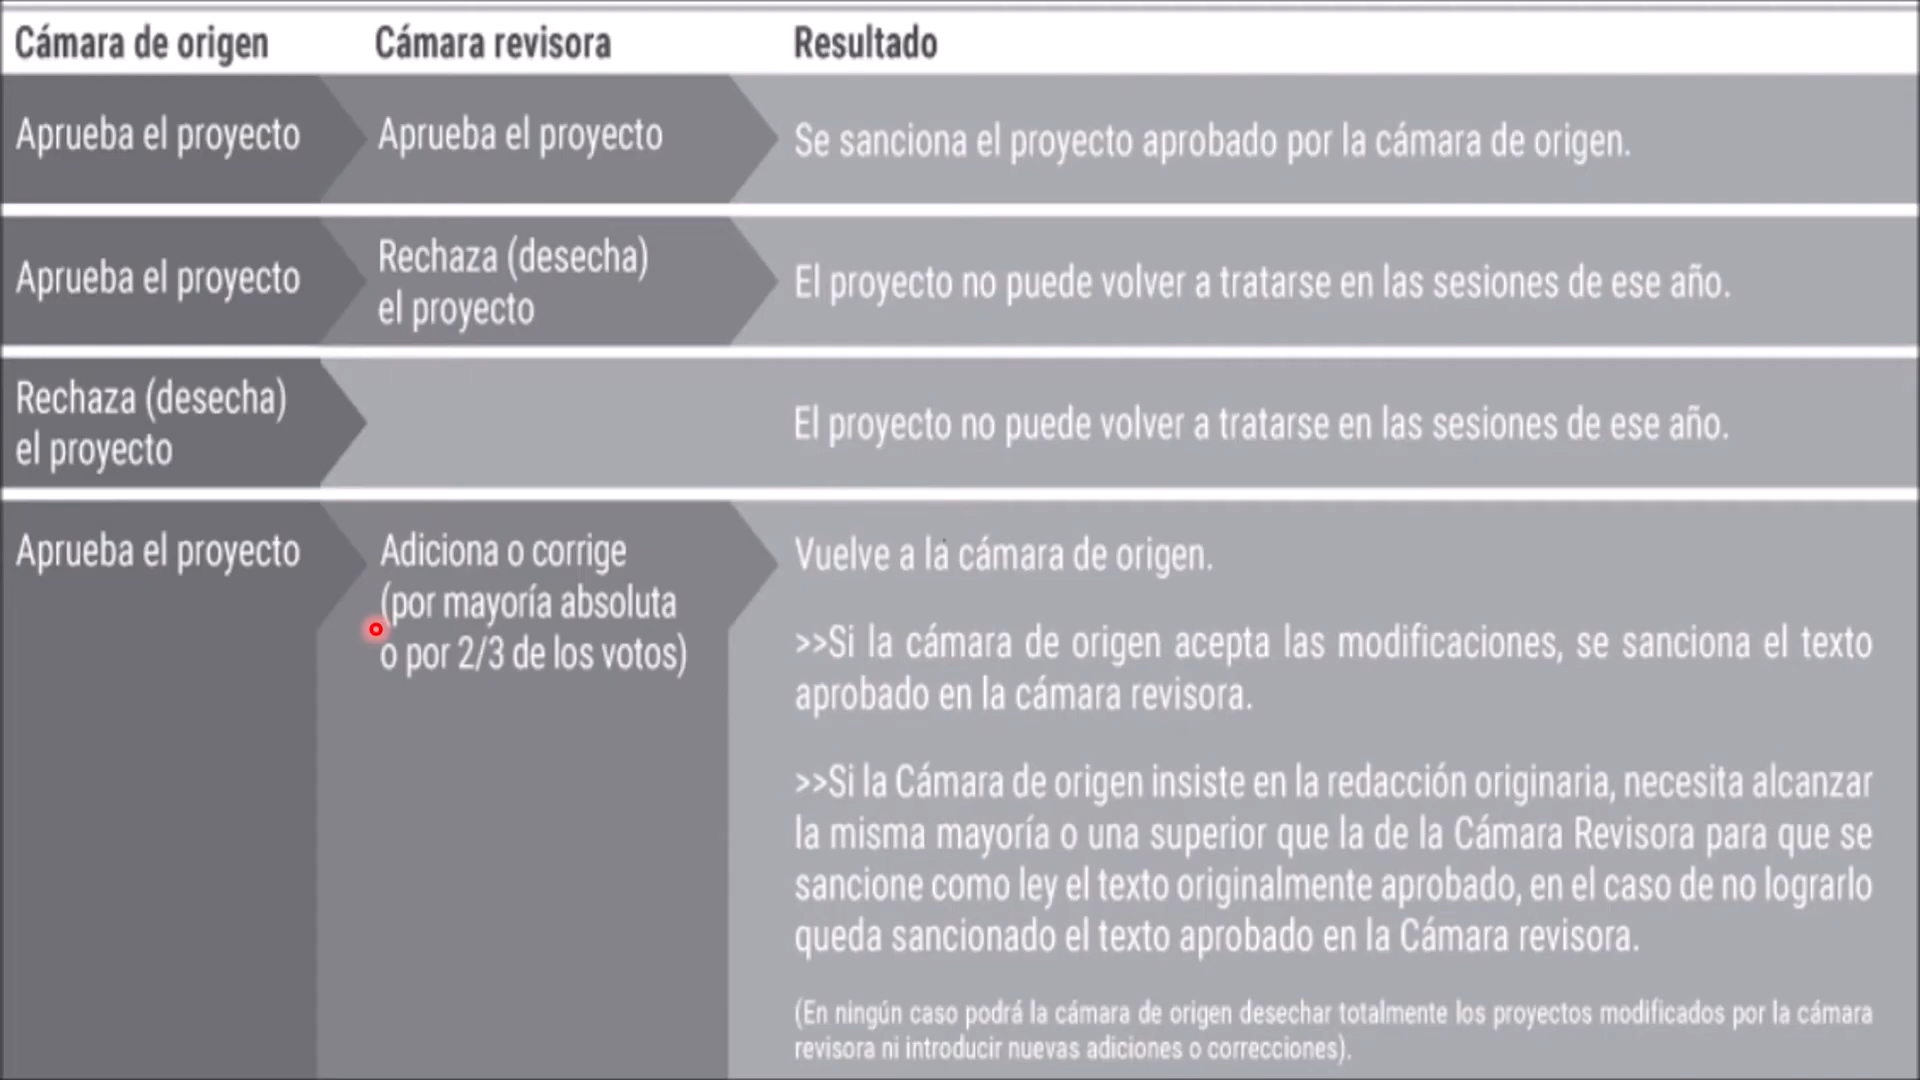 Cámara de origen
Cámara revisora
Resultado
Aprueba el proyecto
Aprueba el proyecto
Se sanciona el proyecto aprobado por la cámara de origen.
Aprueba el proyecto
Rechaza (desecha)
el proyecto
El proyecto no puede volver a tratarse en las sesiones de ese año.
Rechaza (desecha)
el proyecto
El proyecto no puede volver a tratarse en las sesiones de ese año.
Aprueba el proyecto
Adiciona o corrige
(por mayoría absoluta
o por 2/3 de los votos)
Vuelve a la cámara de origen.
>>Si la cámara de origen acepta las modificaciones, se sanciona el texto
aprobado en la cámara revisora.
>>Si la Cámara de origen insiste en la redacción originaria, necesita alcanzar
la misma mayoría o una superior que la de la Cámara Revisora para que se
sancione como ley el texto originalmente aprobado, en el caso de no lograrlo
queda sancionado el texto aprobado en la Cámara revisora.
(En ningún caso podrá la cámara de origen desechar totalmente los proyectos modificados por la cámara
revisora ni introducir nuevas adiciones o correcciones).